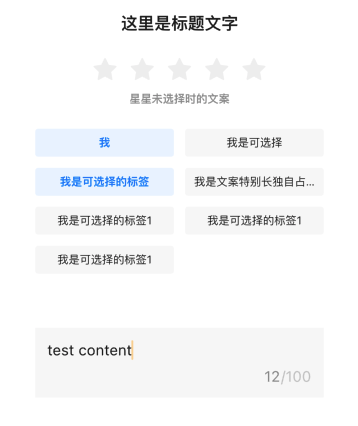 这里是标题文字
星星未选择时的文案
我
我是可选择
我是可选择的标签
我是文案特别长独自占...
我是可选择的标签1
我是可选择的标签1
我是可选择的标签1
test content
12/100